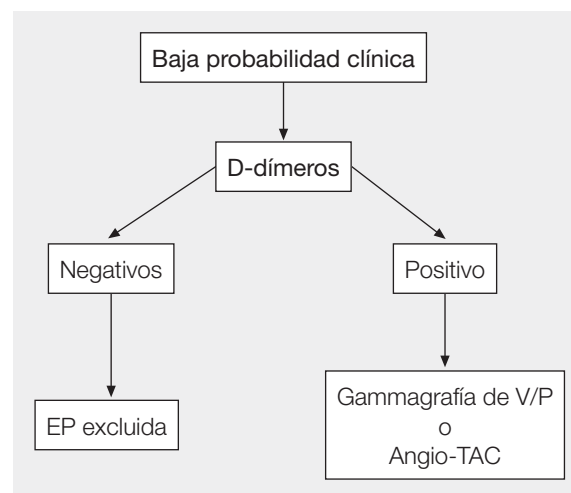 Baja probabilidad clínica
D-dímeros
Negativos
Positivo
EP excluida
Gammagrafía de V/P
o
Angio-TAC